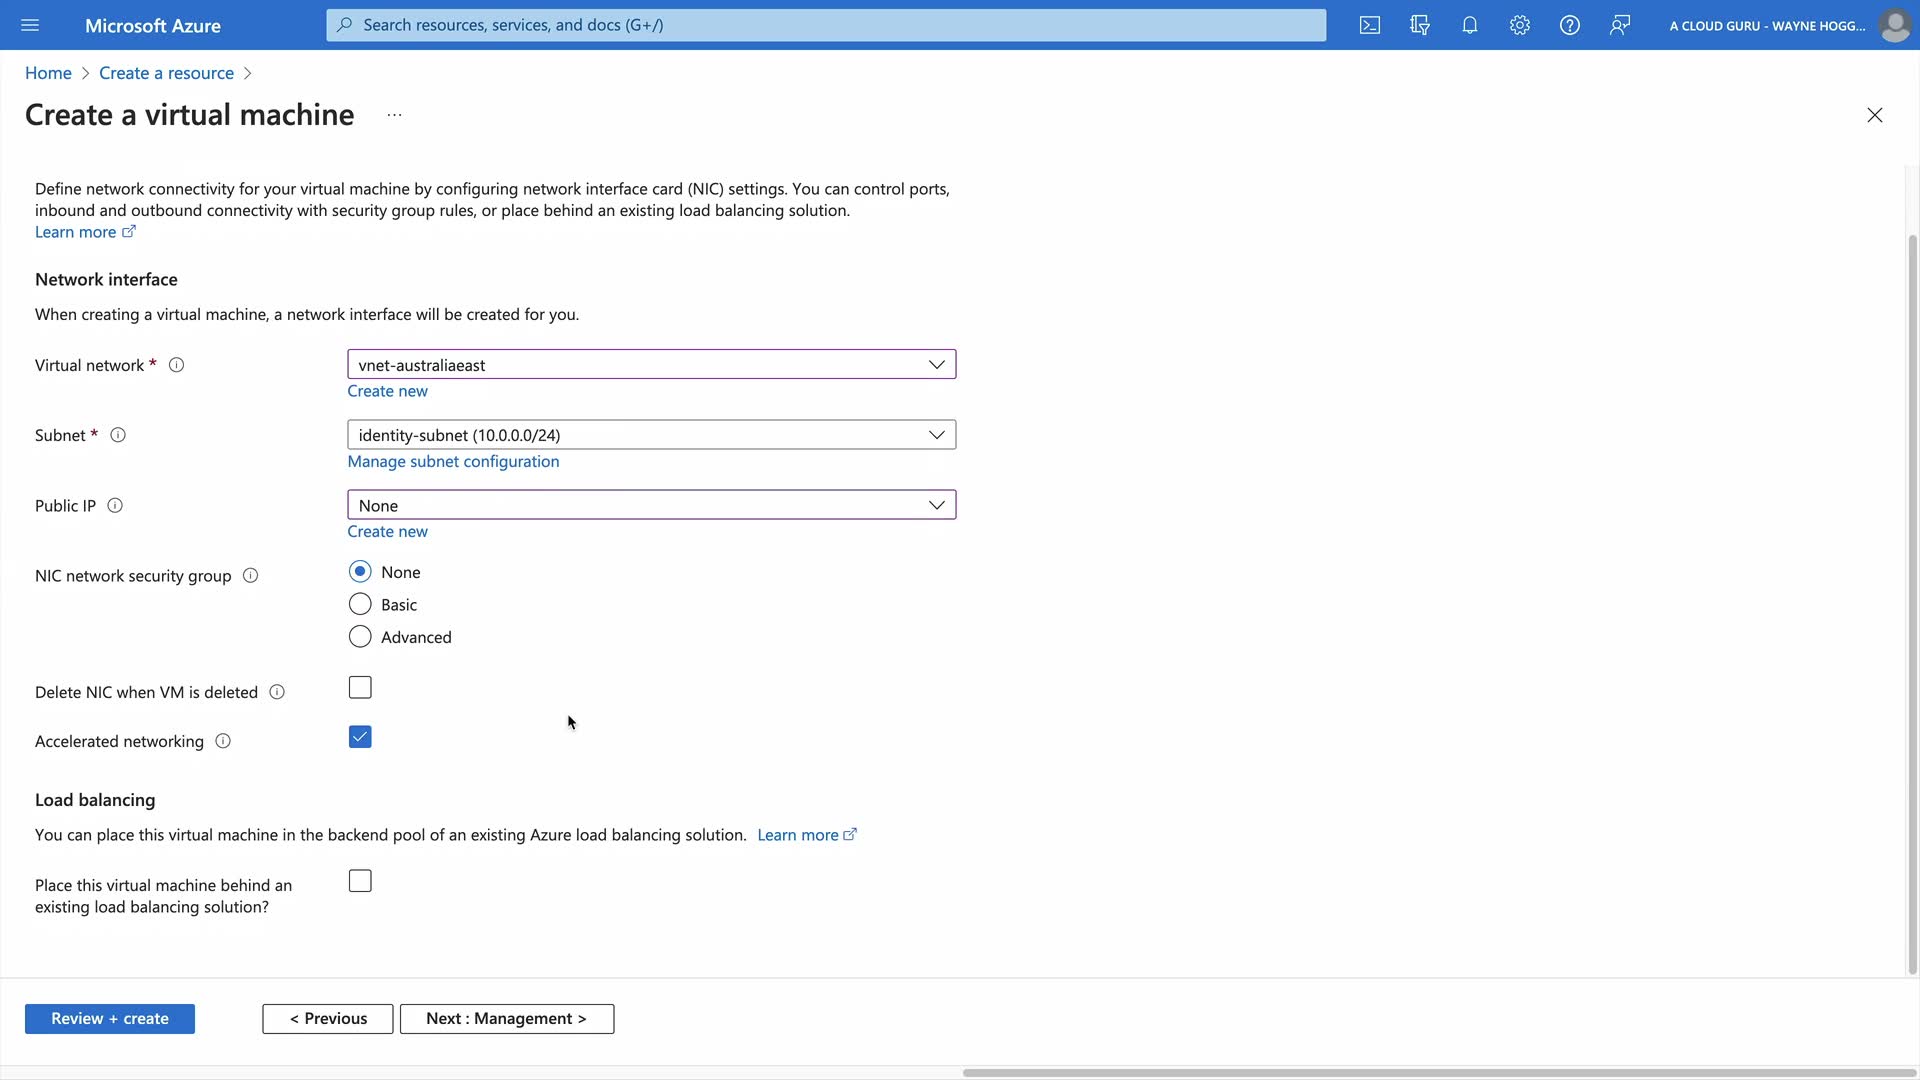 Microsoft Azure
Search resources, services, and docs (G+/)
A CLOUD GURU - WAYNE HOGG...
Home > Create a resource >
Create a virtual machine ...
Define network connectivity for your virtual machine by configuring network interface card (NIC) settings. You can control ports,
inbound and outbound connectivity with security group rules, or place behind an existing load balancing solution.
Learn more
Network interface
When creating a virtual machine, a network interface will be created for you.
Virtual network *
vnet-australiaeast
Create new
Subnet *
identity-subnet (10.0.0.0/24)
Manage subnet configuration
Public IP
None
Create new
NIC network security group
None
Basic
Advanced
Delete NIC when VM is deleted
Accelerated networking
Load balancing
You can place this virtual machine in the backend pool of an existing Azure load balancing solution. Learn more
Place this virtual machine behind an
existing load balancing solution?
Review + create
< Previous
Next : Management >